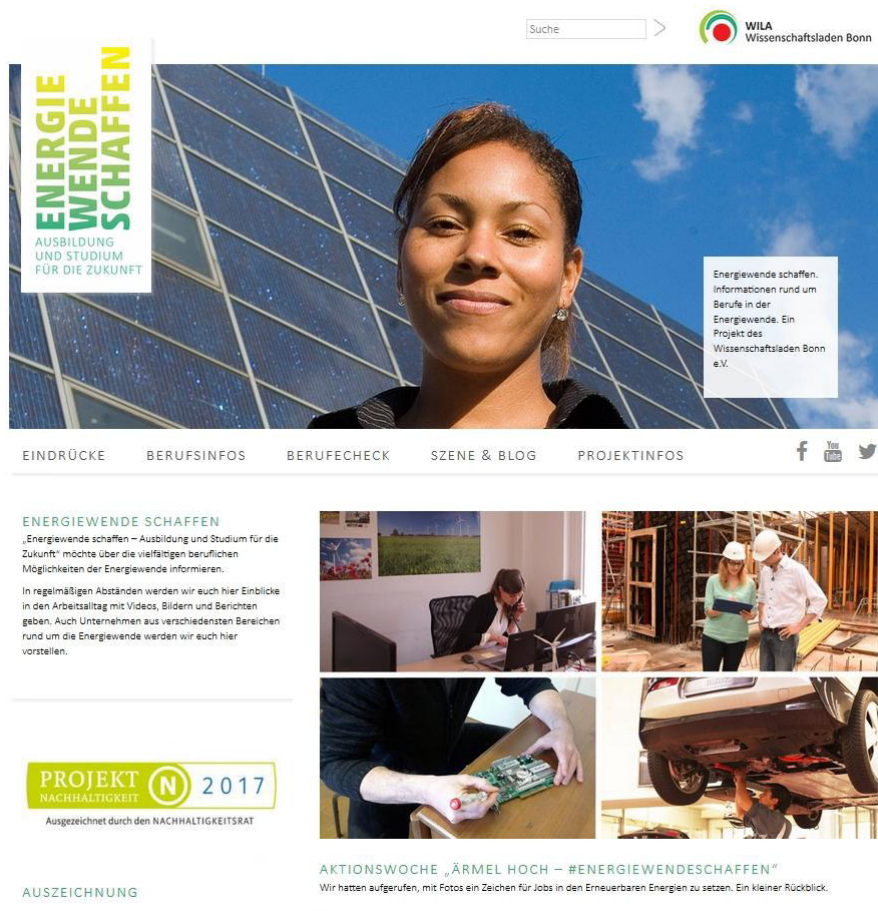 Suche
WILA
Wissenschaftsladen Bonn
ENERGIE
WENDE
SCHAFFEN
AUSBILDUNG
UND STUDIUM
FÜR DIE ZUKUNFT
Energiewende schaffen.
Informationen rund um
Berufe in der
Energiewende. Ein
Projekt des
Wissenschaftsladen Bonn
e.V.
EINDRÜCKE BERUFSINFOS BERUFECHECK SZENE & BLOG PROJEKTINFOS
f You Tube
ENERGIEWENDE SCHAFFEN
„Energiewende schaffen – Ausbildung und Studium für die
Zukunft“ möchte über die vielfältigen beruflichen
Möglichkeiten der Energiewende informieren.
In regelmäßigen Abständen werden wir euch hier Einblicke
in den Arbeitsalltag mit Videos, Bildern und Berichten
geben. Auch Unternehmen aus verschiedensten Bereichen
rund um die Energiewende werden wir euch hier
vorstellen.
PROJEKT
NACHHALTIGKEIT
N
2017
Ausgezeichnet durch den NACHHALTIGKEITSRAT
AUSZEICHNUNG
AKTIONSWOCHE „ÄRMEL HOCH – #ENERGIEWENDESCHAFFEN“
Wir hatten aufgerufen, mit Fotos ein Zeichen für Jobs in den Erneuerbaren Energien zu setzen. Ein kleiner Rückblick.